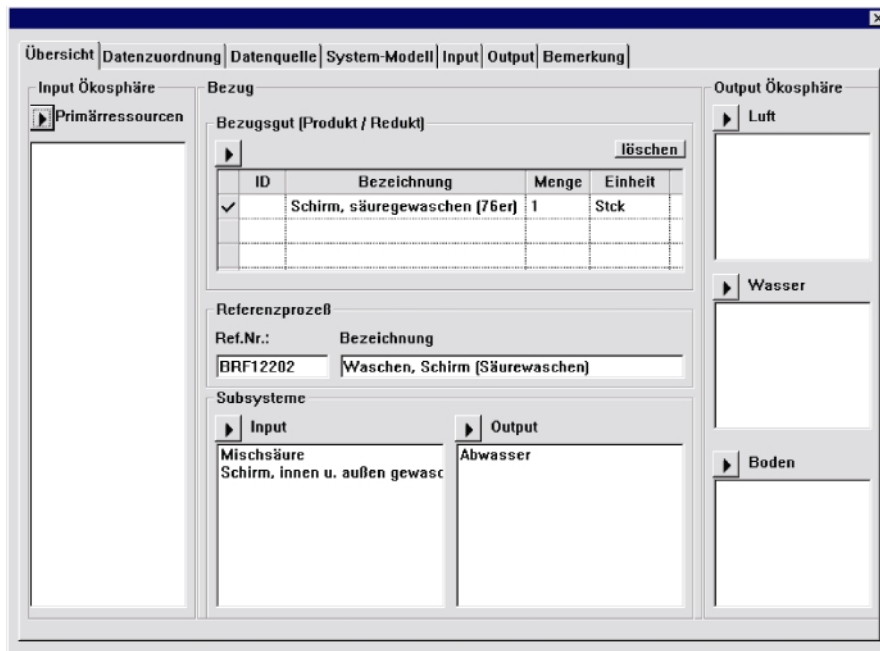 Übersicht Datenzuordnung Datenquelle System-Modell Input Output Bemerkung
Input Ökosphäre
Primärressourcen
Bezug
Bezugsgut (Produkt / Redukt)
löschen
ID Bezeichnung Menge Einheit
Schirm, säuregewaschen (76er) 1 Stck
Referenzprozeß
Ref.Nr.: Bezeichnung
BRF12202 Waschen, Schirm (Säurewaschen)
Subsysteme
Input
Mischsäure
Schirm, innen u. außen gewasc
Output
Abwasser
Output Ökosphäre
Luft
Wasser
Boden